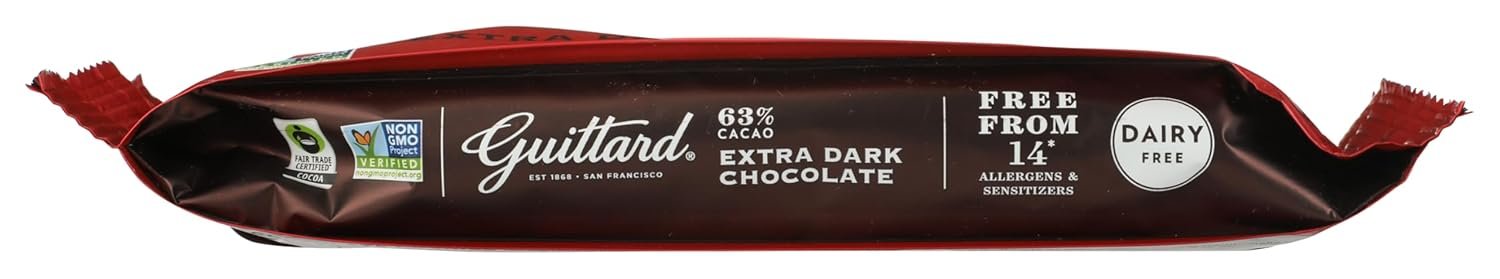 EXTRA
FAIR TRADE
CERTIFIED
COCOA
NON
GMO
Project
VERIFIED
nongmoproject.org
Guittard®
EST 1868 • SAN FRANCISCO
63%
CACAO
EXTRA DARK
CHOCOLATE
FREE
FROM
14*
ALLERGENS &
SENSITIZERS
DAIRY
FREE